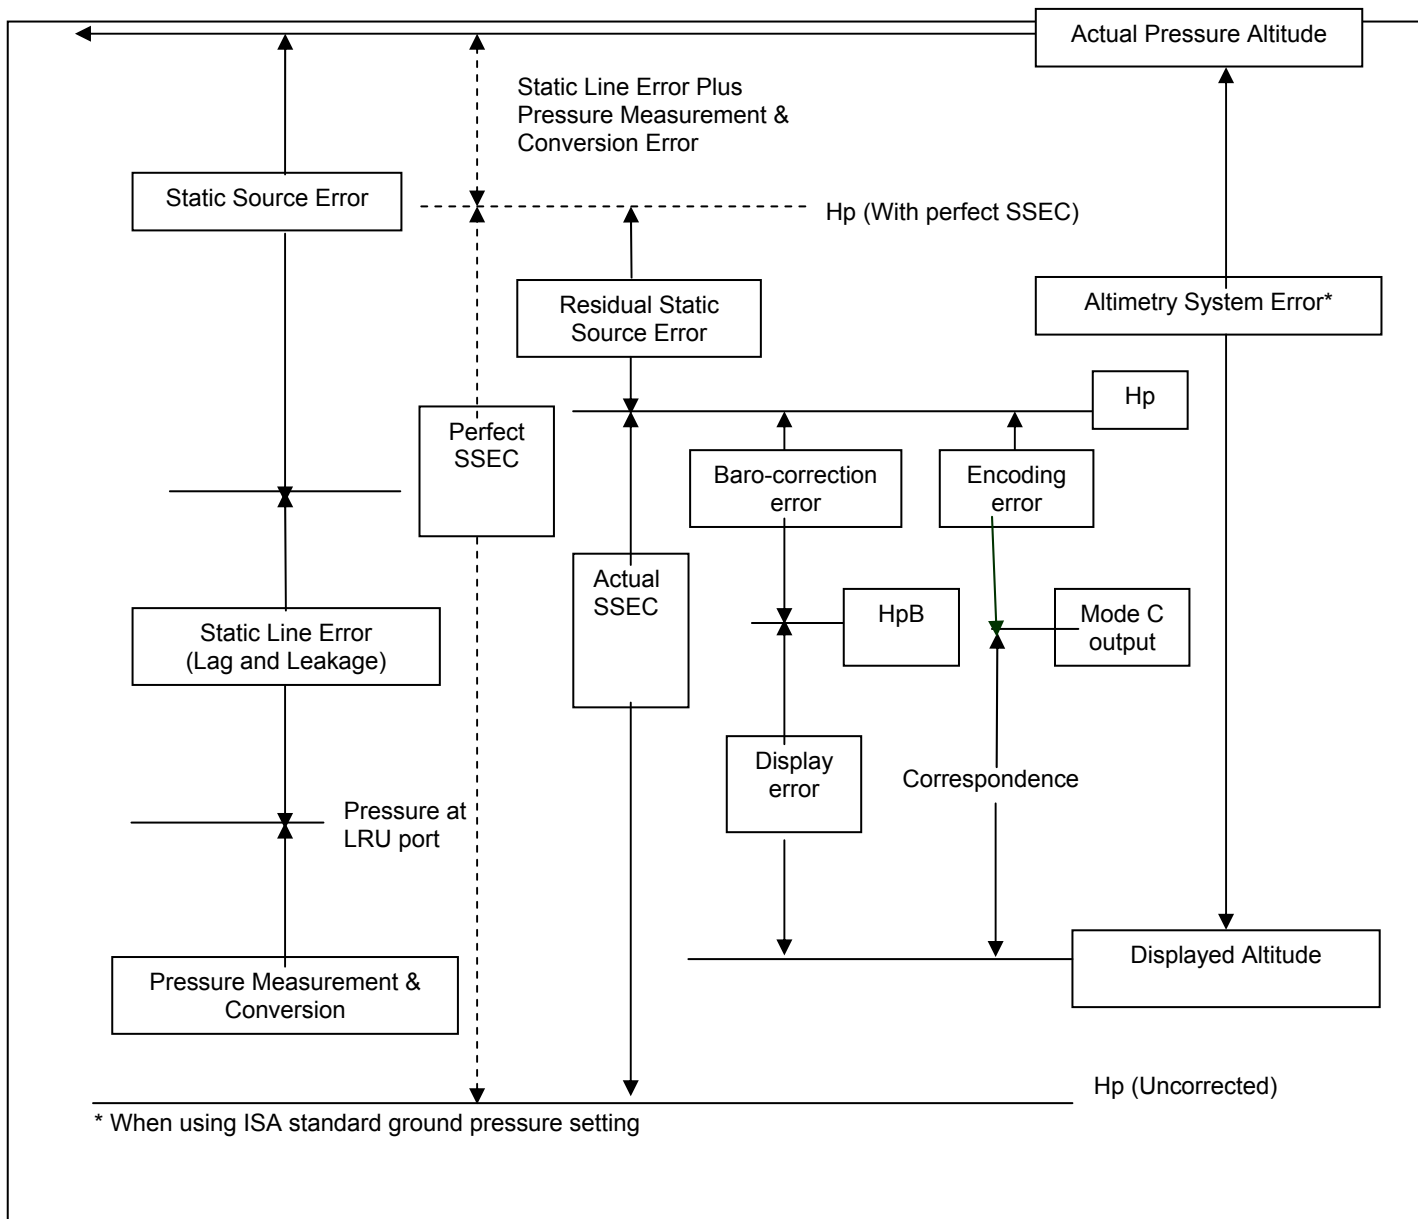 Actual Pressure Altitude
Static Line Error Plus
Pressure Measurement &
Conversion Error
Static Source Error
Hp (With perfect SSEC)
Residual Static
Source Error
Altimetry System Error*
Hp
Perfect
SSEC
Baro-correction
error
Encoding
error
Actual
SSEC
HpB
Mode C
output
Static Line Error
(Lag and Leakage)
Display
error
Correspondence
Pressure at
LRU port
Pressure Measurement &
Conversion
Displayed Altitude
Hp (Uncorrected)
* When using ISA standard ground pressure setting